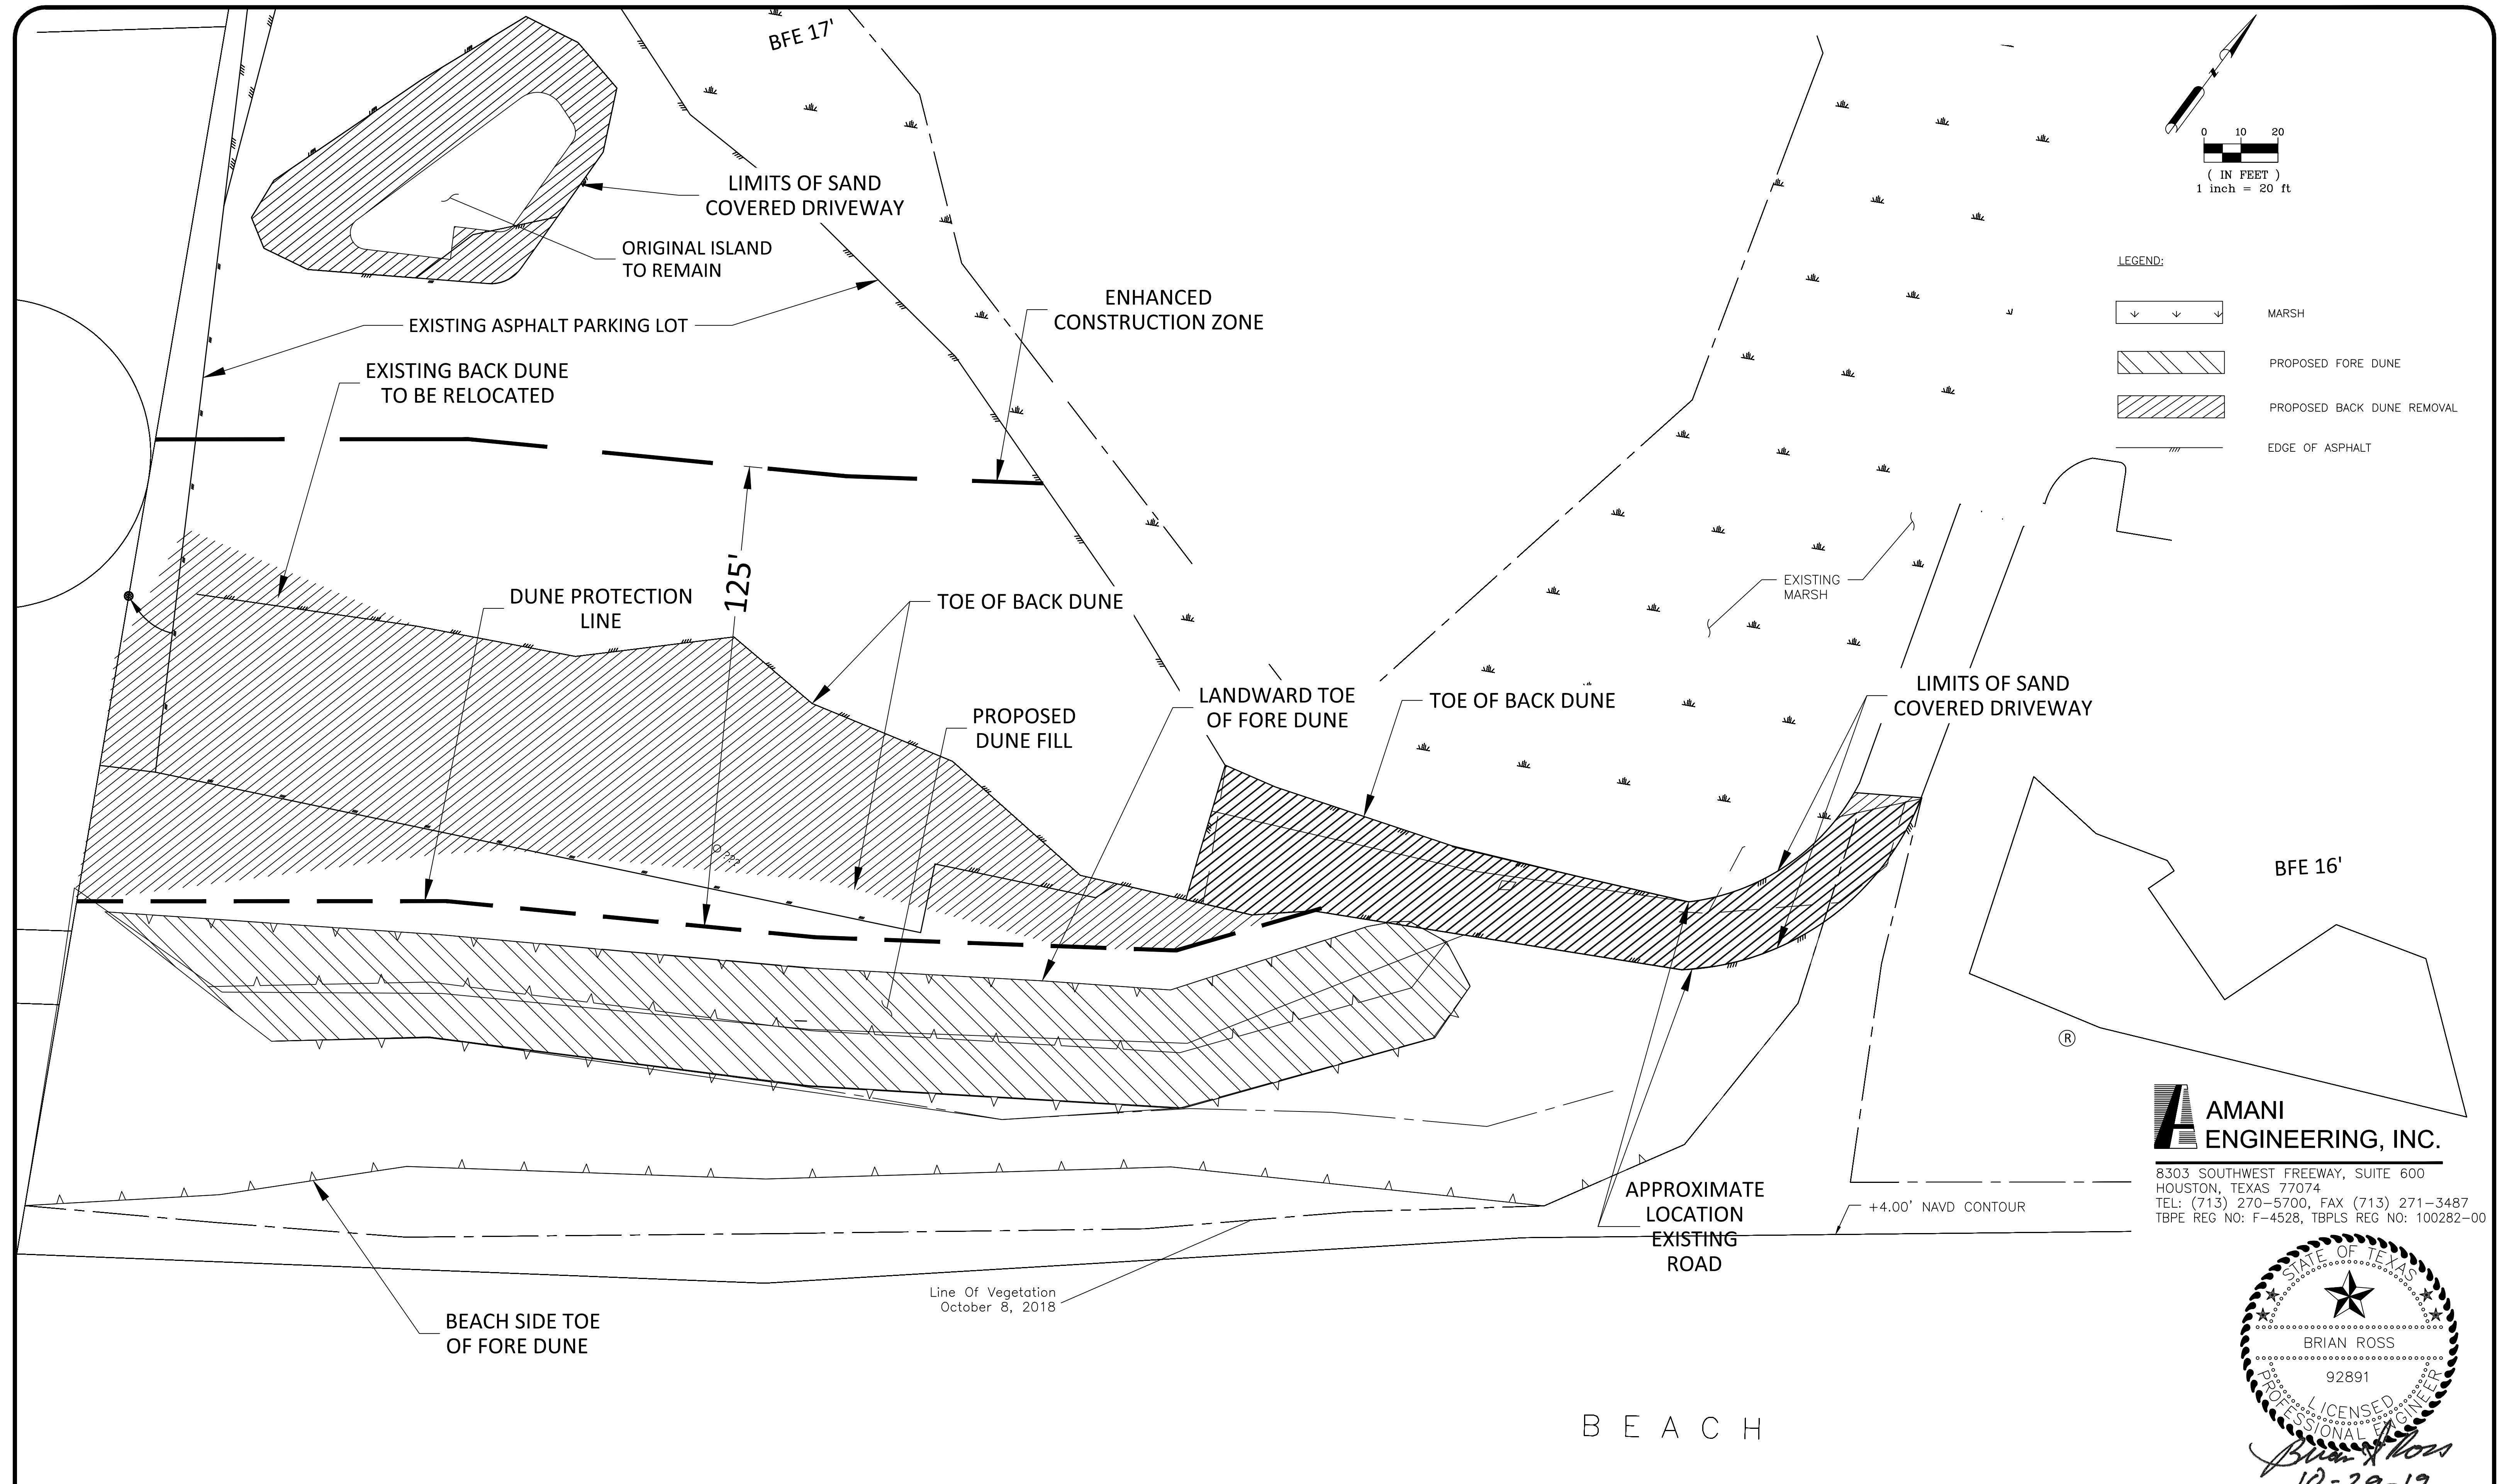 BFE 17'
LIMITS OF SAND
COVERED DRIVEWAY
ORIGINAL ISLAND
TO REMAIN
ENHANCED
CONSTRUCTION ZONE
EXISTING ASPHALT PARKING LOT
EXISTING BACK DUNE
TO BE RELOCATED
0 10 20
( IN FEET )
1 inch = 20 ft
LEGEND:
MARSH
PROPOSED FORE DUNE
PROPOSED BACK DUNE REMOVAL
EDGE OF ASPHALT
125'
DUNE PROTECTION
LINE
TOE OF BACK DUNE
EXISTING
MARSH
PROPOSED
DUNE FILL
LANDWARD TOE
OF FORE DUNE
TOE OF BACK DUNE
LIMITS OF SAND
COVERED DRIVEWAY
???
BFE 16'
®
AMANI
ENGINEERING, INC.
8303 SOUTHWEST FREEWAY, SUITE 600
HOUSTON, TEXAS 77074
TEL: (713) 270-5700, FAX (713) 271-3487
TBPE REG NO: F-4528, TBPLS REG NO: 100282-00
APPROXIMATE
LOCATION
EXISTING
ROAD
+4.00' NAVD CONTOUR
Line Of Vegetation
October 8, 2018
BEACH SIDE TOE
OF FORE DUNE
BEACH
STATE OF TEXAS
BRIAN ROSS
92891
LICENSED
PROFESSIONAL ENGINEER
Brian Ross
10-29-19